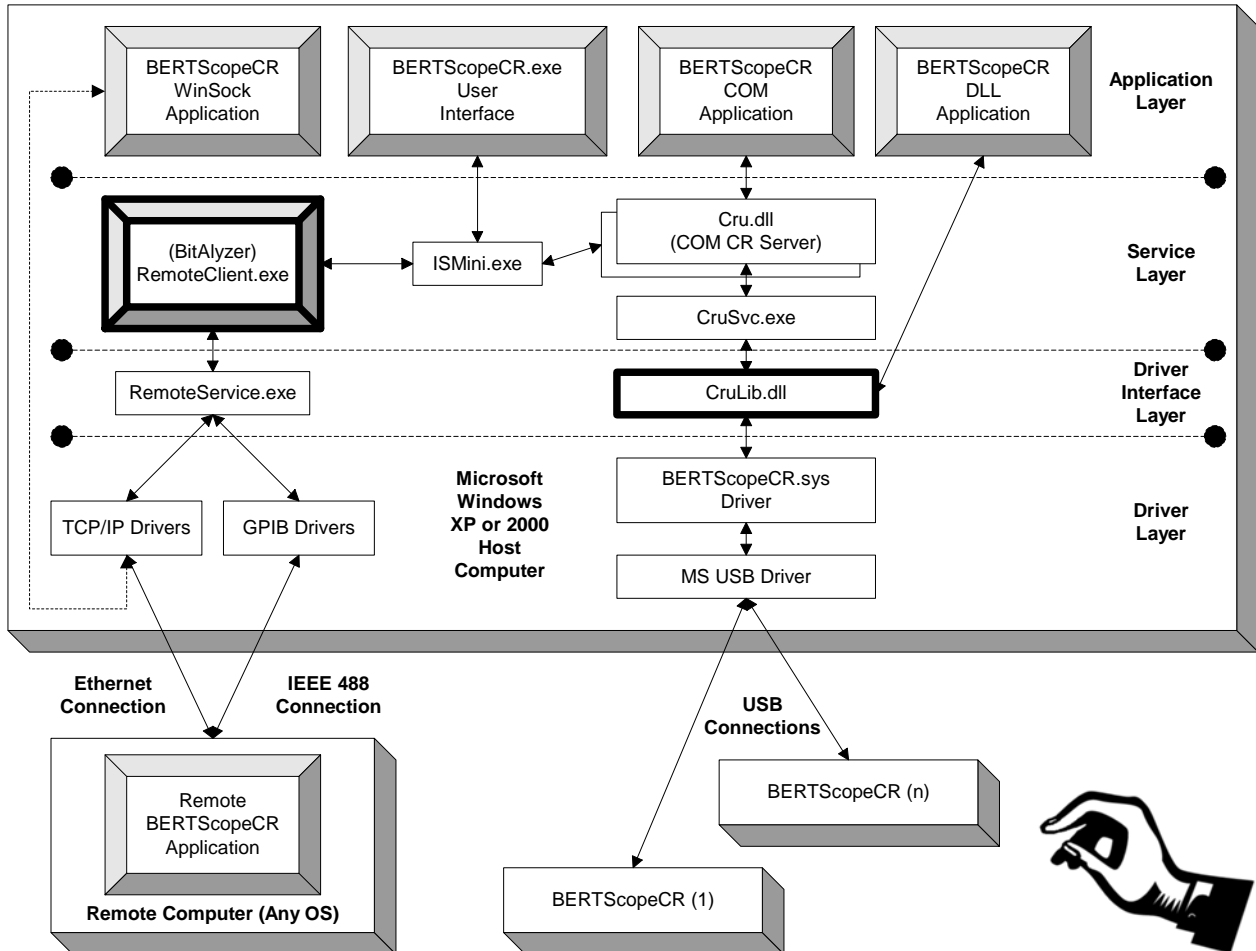 BERTScopeCR
WinSock
Application
BERTScopeCR.exe
User
Interface
BERTScopeCR
COM
Application
BERTScopeCR
DLL
Application
Application
Layer
(BitAlyzer)
RemoteClient.exe
ISMini.exe
Cru.dll
(COM CR Server)
CruSvc.exe
Service
Layer
RemoteService.exe
CruLib.dll
Driver
Interface
Layer
TCP/IP Drivers
GPIB Drivers
Microsoft
Windows
XP or 2000
Host
Computer
BERTScopeCR.sys
Driver
MS USB Driver
Driver
Layer
Ethernet
Connection
IEEE 488
Connection
USB
Connections
Remote
BERTScopeCR
Application
Remote Computer (Any OS)
BERTScopeCR (n)
BERTScopeCR (1)